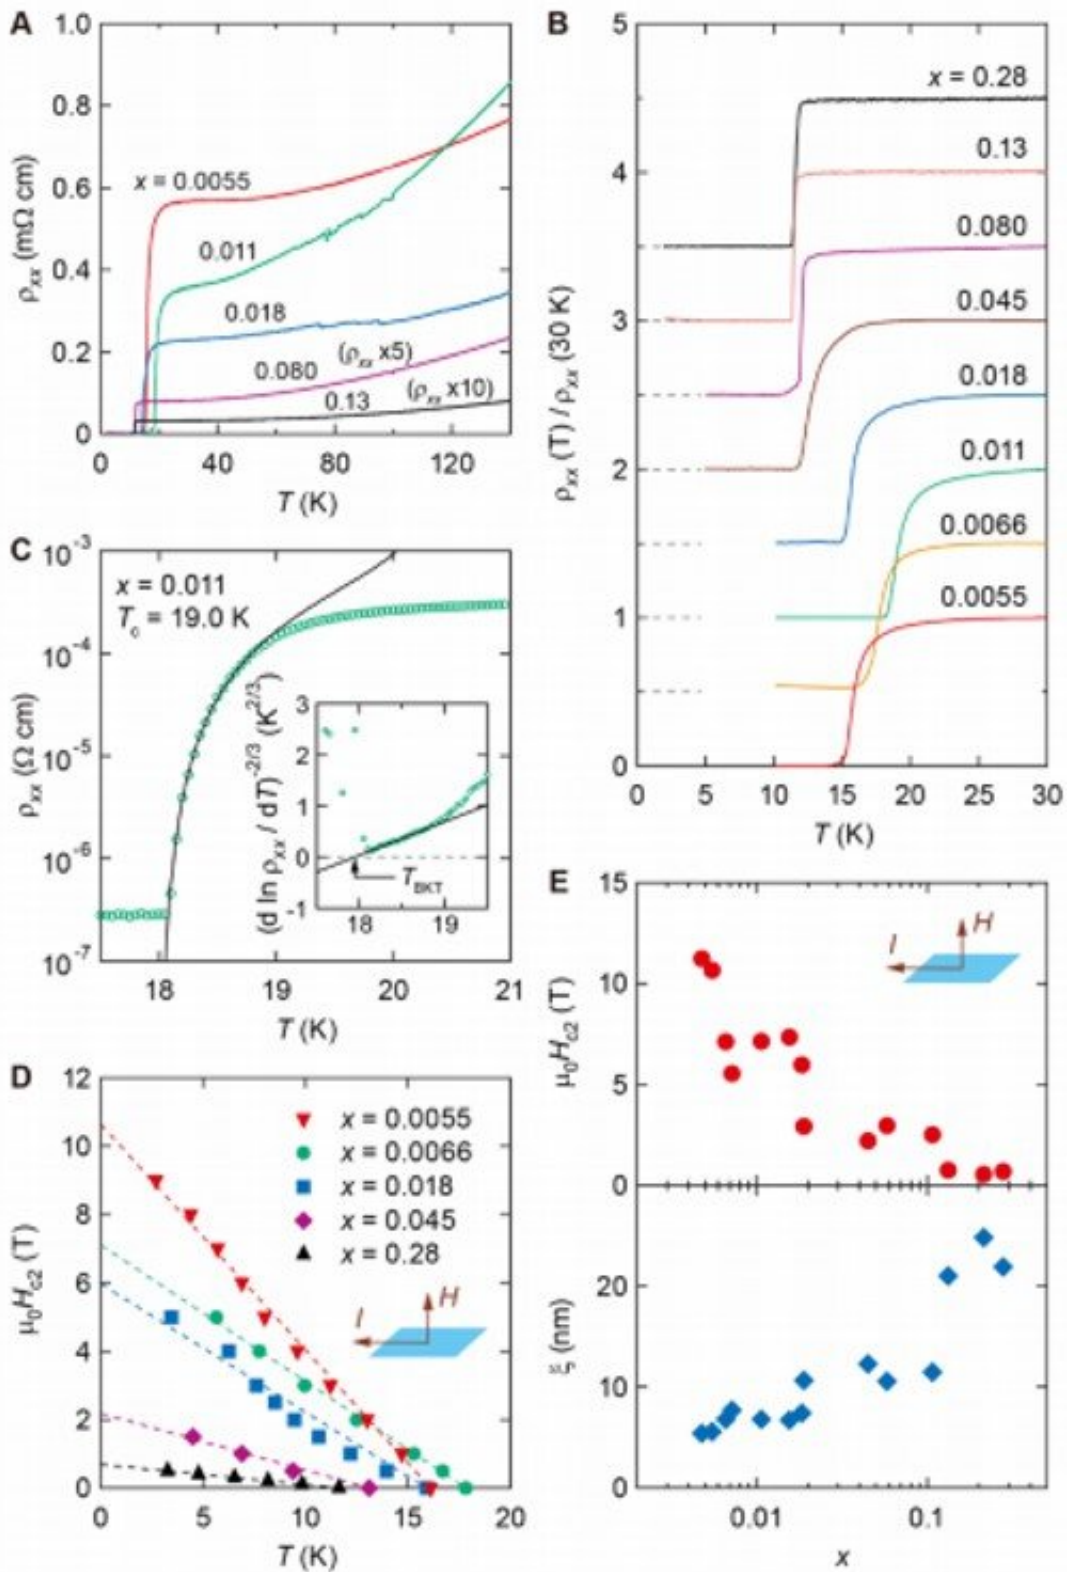 A
1.0
0.8
0.6
0.4
0.2
0
ρxx (mΩ cm)
x = 0.0055
0.011
0.018
0.080
(ρxx x5)
0.13
(ρxx x10)
0
40
80
120
T (K)
B
5
4
3
2
1
0
ρxx (T) / ρxx (30 K)
x = 0.28
0.13
0.080
0.045
0.018
0.011
0.0066
0.0055
0
5
10
15
20
25
30
T (K)
C
10⁻³
10⁻⁴
10⁻⁵
10⁻⁶
10⁻⁷
ρxx (Ω cm)
x = 0.011
Tc = 19.0 K
(d ln ρxx / dT)⁻²ᐟ³ (K²ᐟ³)
3
2
1
0
-1
TBKT
18
19
18
19
20
21
T (K)
D
12
10
8
6
4
2
0
μ₀Hc2 (T)
x = 0.0055
x = 0.0066
x = 0.018
x = 0.045
x = 0.28
H
I
0
5
10
15
20
T (K)
E
15
10
5
0
μ₀Hc2 (T)
H
I
20
10
0
ξ (nm)
0.01
0.1
x